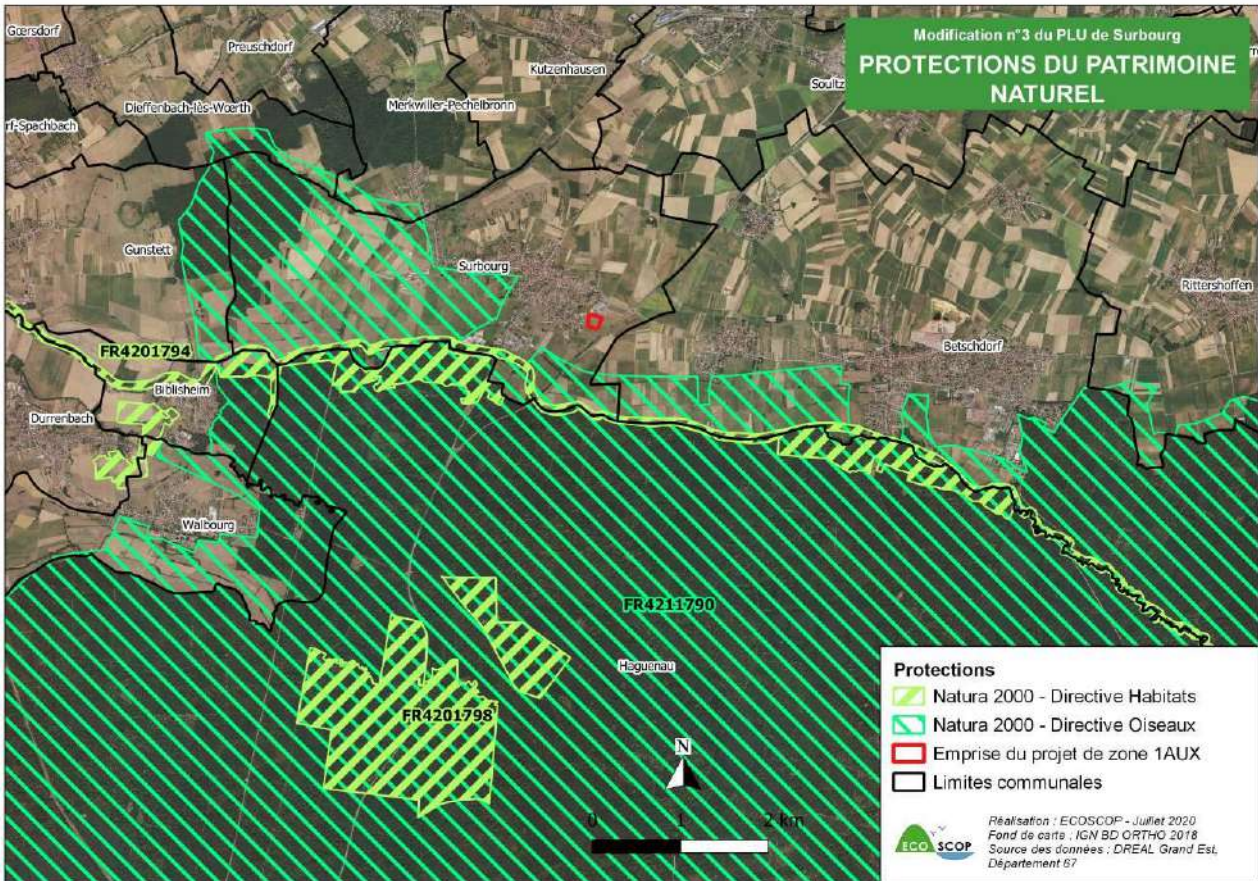 Modification n°3 du PLU de Surbourg
PROTECTIONS DU PATRIMOINE
NATUREL
Gœrsdorf
Preuschdorf
Kutzenhausen
Soultz
Dieffenbach-lès-Wœrth
Merkwiller-Pechelbronn
rf-Spachbach
Gunstett
Surbourg
Rittershoffen
Betschdorf
FR4201794
Biblisheim
Durrenbach
Walbourg
FR4211790
Haguenau
FR4201798
N
0 1 2 km
Protections
Natura 2000 - Directive Habitats
Natura 2000 - Directive Oiseaux
Emprise du projet de zone 1AUX
Limites communales
ECO SCOP
Réalisation : ECOSCOP - Juillet 2020
Fond de carte : IGN BD ORTHO 2018
Source des données : DREAL Grand Est,
Département 67